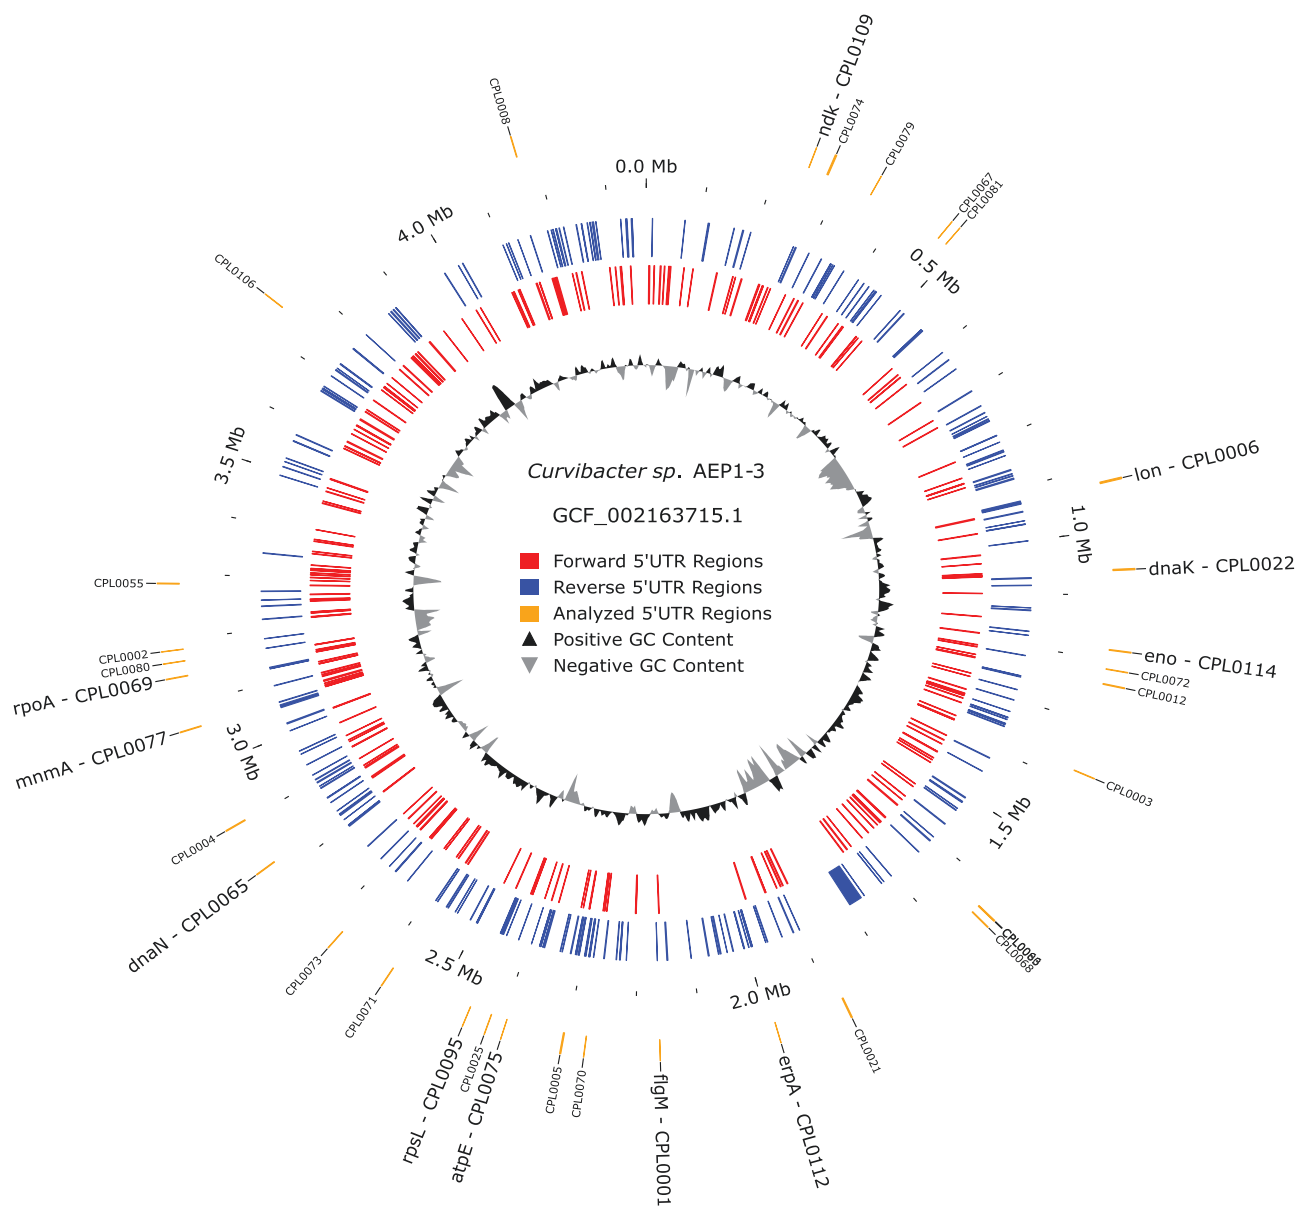 ndk - CPL0109
CPL0074
CPL0079
CPL0008
0.0 Mb
CPL0067
CPL0081
4.0 Mb
0.5 Mb
CPL0106
3.5 Mb
lon - CPL0006
Curvibacter sp. AEP1-3
GCF_002163715.1
1.0 Mb
Forward 5'UTR Regions
Reverse 5'UTR Regions
Analyzed 5'UTR Regions
Positive GC Content
Negative GC Content
dnaK - CPL0022
CPL0055
CPL0002
CPL0080
rpoA - CPL0069
eno - CPL0114
CPL0072
CPL0012
mnmA - CPL0077
3.0 Mb
CPL0003
1.5 Mb
CPL0004
dnaN - CPL0065
CPL0068
CPL0073
CPL0071
2.5 Mb
2.0 Mb
CPL0021
rpsL - CPL0095
CPL0025
atpE - CPL0075
CPL0005
CPL0070
flgM - CPL0001
erpA - CPL0112